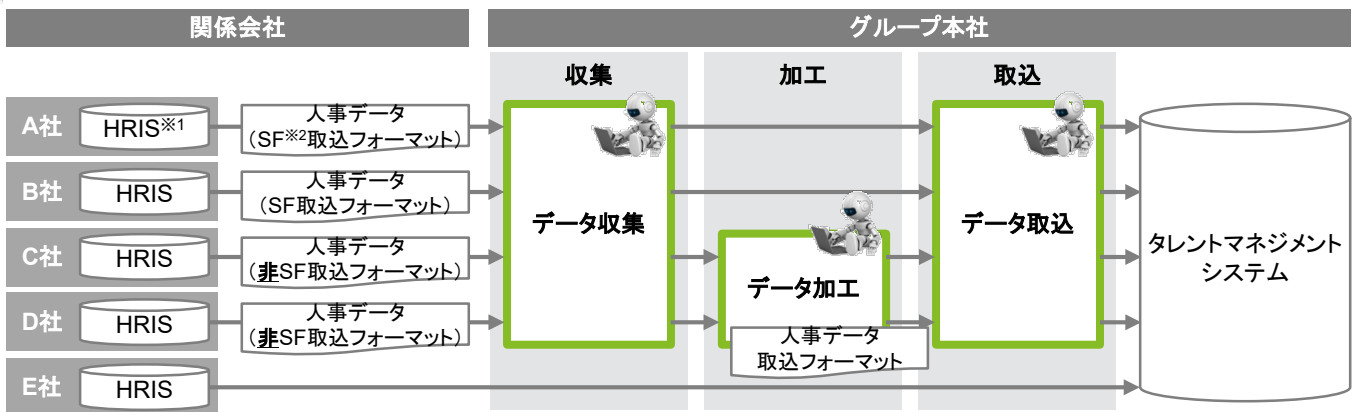 関係会社
グループ本社
収集
加工
取込
A社
HRIS※1
人事データ
（SF※2取込フォーマット）
B社
HRIS
人事データ
（SF取込フォーマット）
C社
HRIS
人事データ
（非SF取込フォーマット）
D社
HRIS
人事データ
（非SF取込フォーマット）
E社
HRIS
データ収集
データ加工
人事データ
取込フォーマット
データ取込
タレントマネジメント
システム